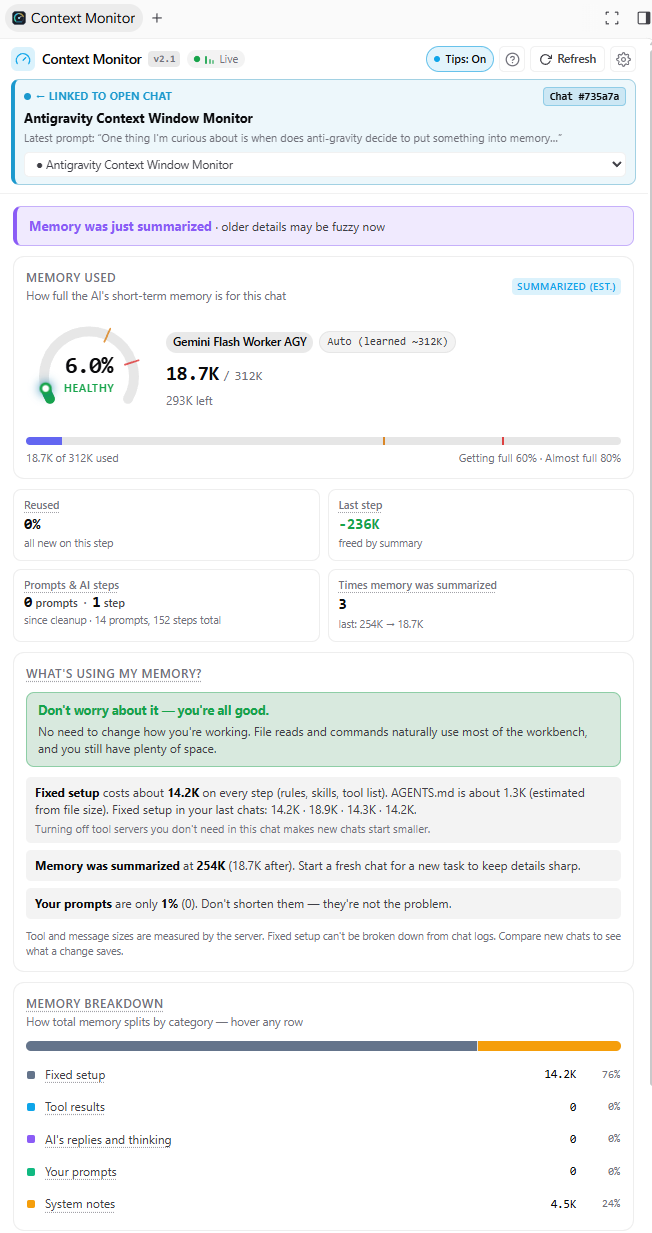 Context Monitor +
Context Monitor v2.1 Live Tips: On Refresh
← LINKED TO OPEN CHAT Chat #735a7a
Antigravity Context Window Monitor
Latest prompt: “One thing I'm curious about is when does anti-gravity decide to put something into memory...”
● Antigravity Context Window Monitor
Memory was just summarized · older details may be fuzzy now
MEMORY USED
How full the AI's short-term memory is for this chat
SUMMARIZED (EST.)
6.0%
HEALTHY
Gemini Flash Worker AGY Auto (learned ~312K)
18.7K / 312K
293K left
18.7K of 312K used Getting full 60% · Almost full 80%
Reused
0%
all new on this step
Last step
-236K
freed by summary
Prompts & AI steps
0 prompts · 1 step
since cleanup · 14 prompts, 152 steps total
Times memory was summarized
3
last: 254K → 18.7K
WHAT'S USING MY MEMORY?
Don't worry about it — you're all good.
No need to change how you're working. File reads and commands naturally use most of the workbench,
and you still have plenty of space.
Fixed setup costs about 14.2K on every step (rules, skills, tool list). AGENTS.md is about 1.3K (estimated
from file size). Fixed setup in your last chats: 14.2K · 18.9K · 14.3K · 14.2K.
Turning off tool servers you don't need in this chat makes new chats start smaller.
Memory was summarized at 254K (18.7K after). Start a fresh chat for a new task to keep details sharp.
Your prompts are only 1% (0). Don't shorten them — they're not the problem.
Tool and message sizes are measured by the server. Fixed setup can't be broken down from chat logs. Compare new chats to see
what a change saves.
MEMORY BREAKDOWN
How total memory splits by category — hover any row
Fixed setup 14.2K 76%
Tool results 0 0%
AI's replies and thinking 0 0%
Your prompts 0 0%
System notes 4.5K 24%